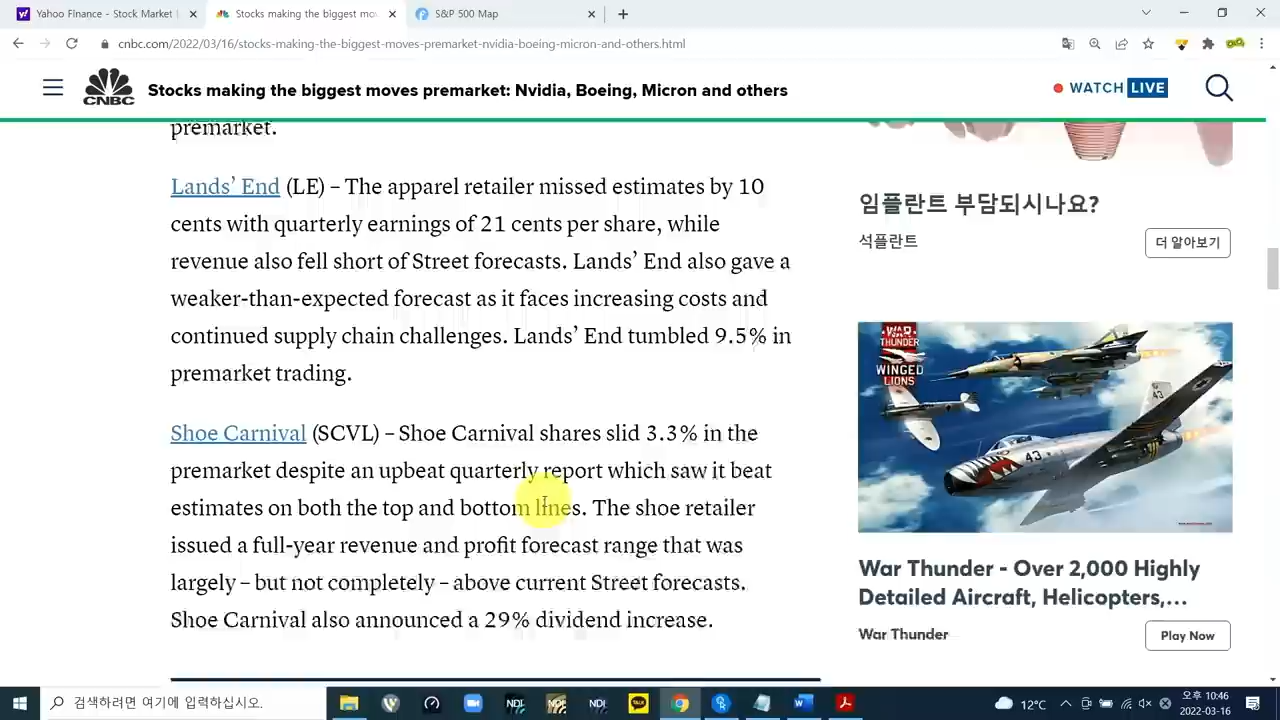 Yahoo Finance - Stock Market
Stocks making the biggest mov
S&P 500 Map
cnbc.com/2022/03/16/stocks-making-the-biggest-moves-premarket-nvidia-boeing-micron-and-others.html
CNBC
Stocks making the biggest moves premarket: Nvidia, Boeing, Micron and others
WATCH LIVE
premarket.
Lands' End (LE) – The apparel retailer missed estimates by 10
cents with quarterly earnings of 21 cents per share, while
revenue also fell short of Street forecasts. Lands' End also gave a
weaker-than-expected forecast as it faces increasing costs and
continued supply chain challenges. Lands' End tumbled 9.5% in
premarket trading.
Shoe Carnival (SCVL) – Shoe Carnival shares slid 3.3% in the
premarket despite an upbeat quarterly report which saw it beat
estimates on both the top and bottom lines. The shoe retailer
issued a full-year revenue and profit forecast range that was
largely – but not completely – above current Street forecasts.
Shoe Carnival also announced a 29% dividend increase.
임플란트 부담되시나요?
석플란트
더 알아보기
WAR THUNDER
WINGED LIONS
43
43
War Thunder - Over 2,000 Highly
Detailed Aircraft, Helicopters,...
War Thunder
Play Now
검색하려면 여기에 입력하십시오.
TALK
12°C
오후 10:46
2022-03-16